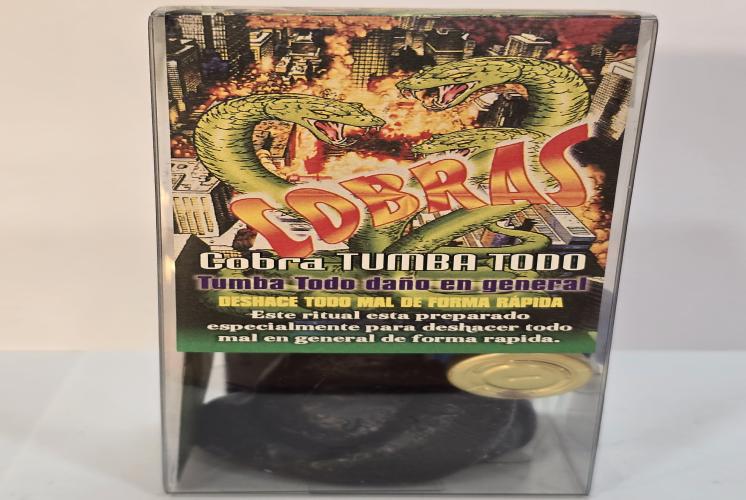 COBRAS
Cobra TUMBA TODO
Tumba Todo daño en general
DESHACE TODO MAL DE FORMA RÁPIDA
Este ritual esta preparado
especialmente para deshacer todo
mal en general de forma rapida.